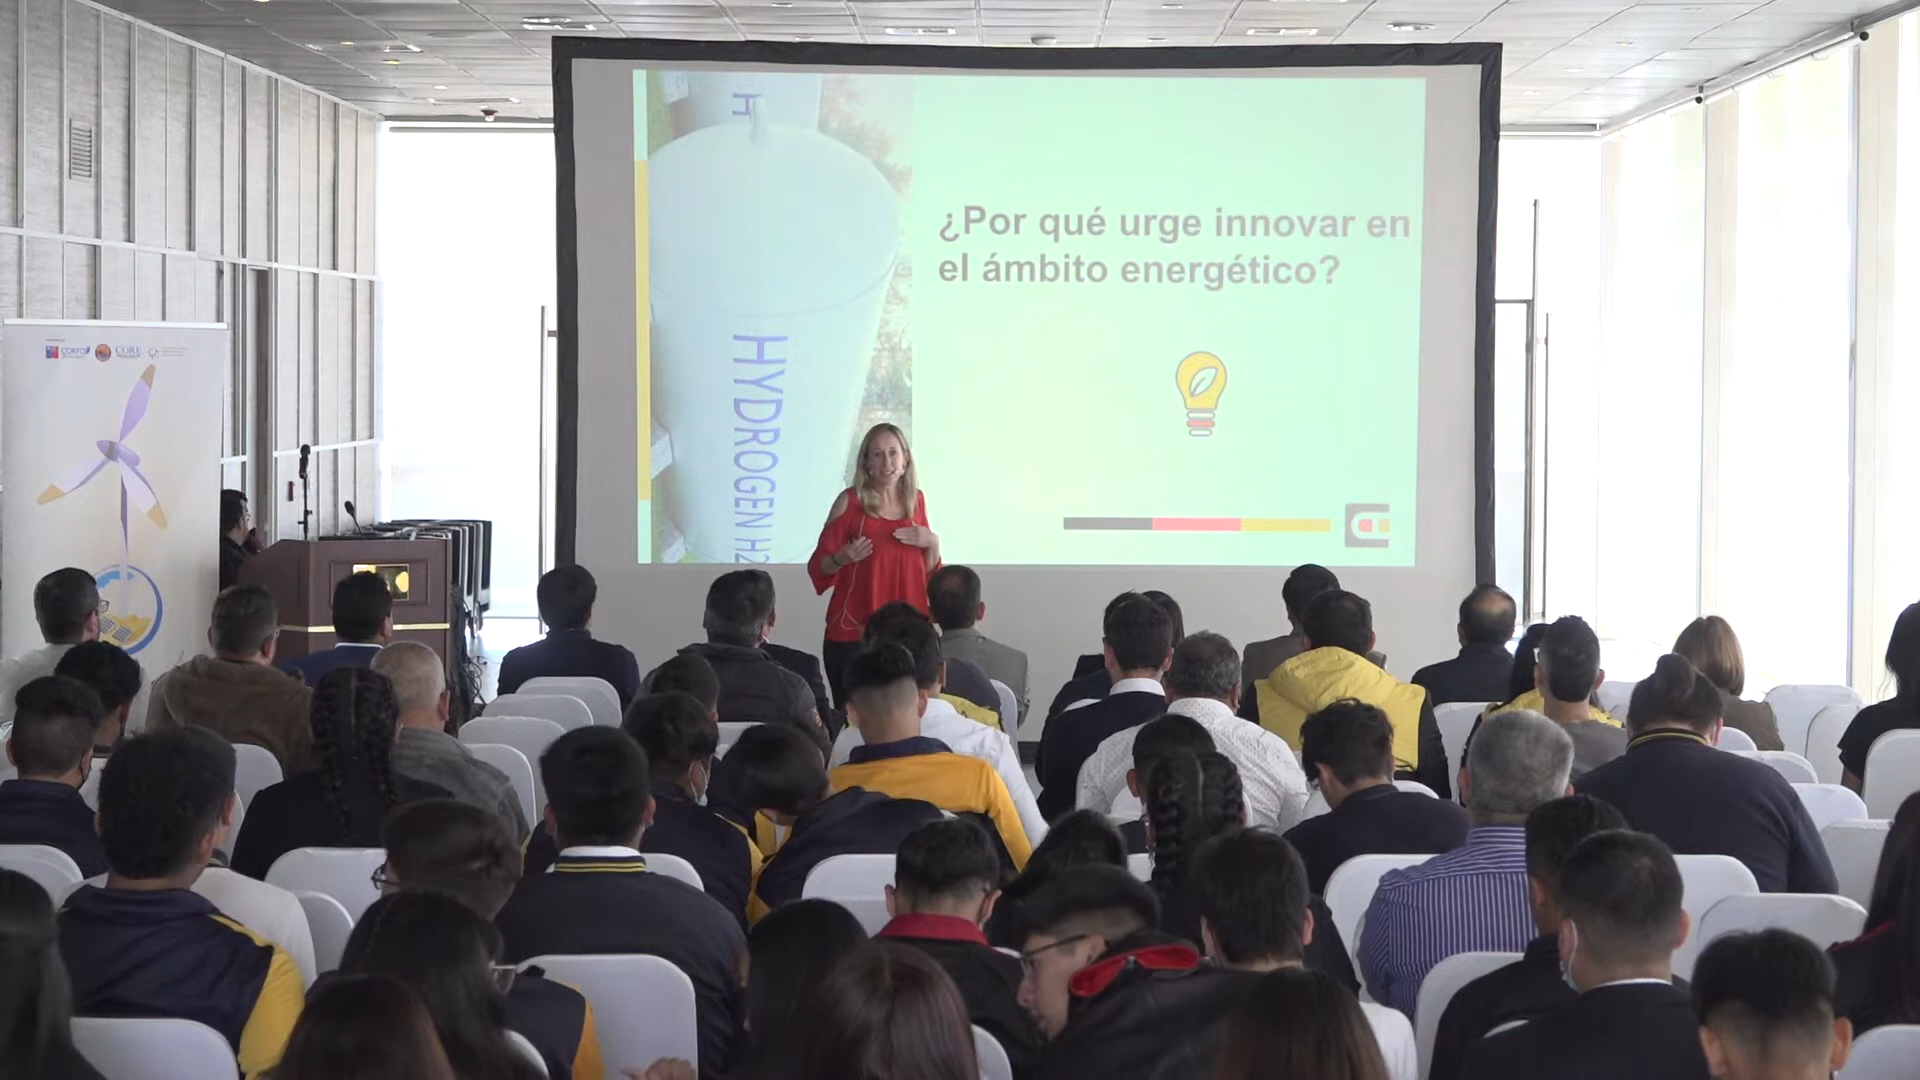 ¿Por qué urge innovar en
el ámbito energético?
H
HYDROGEN H2
CORFO
CORE